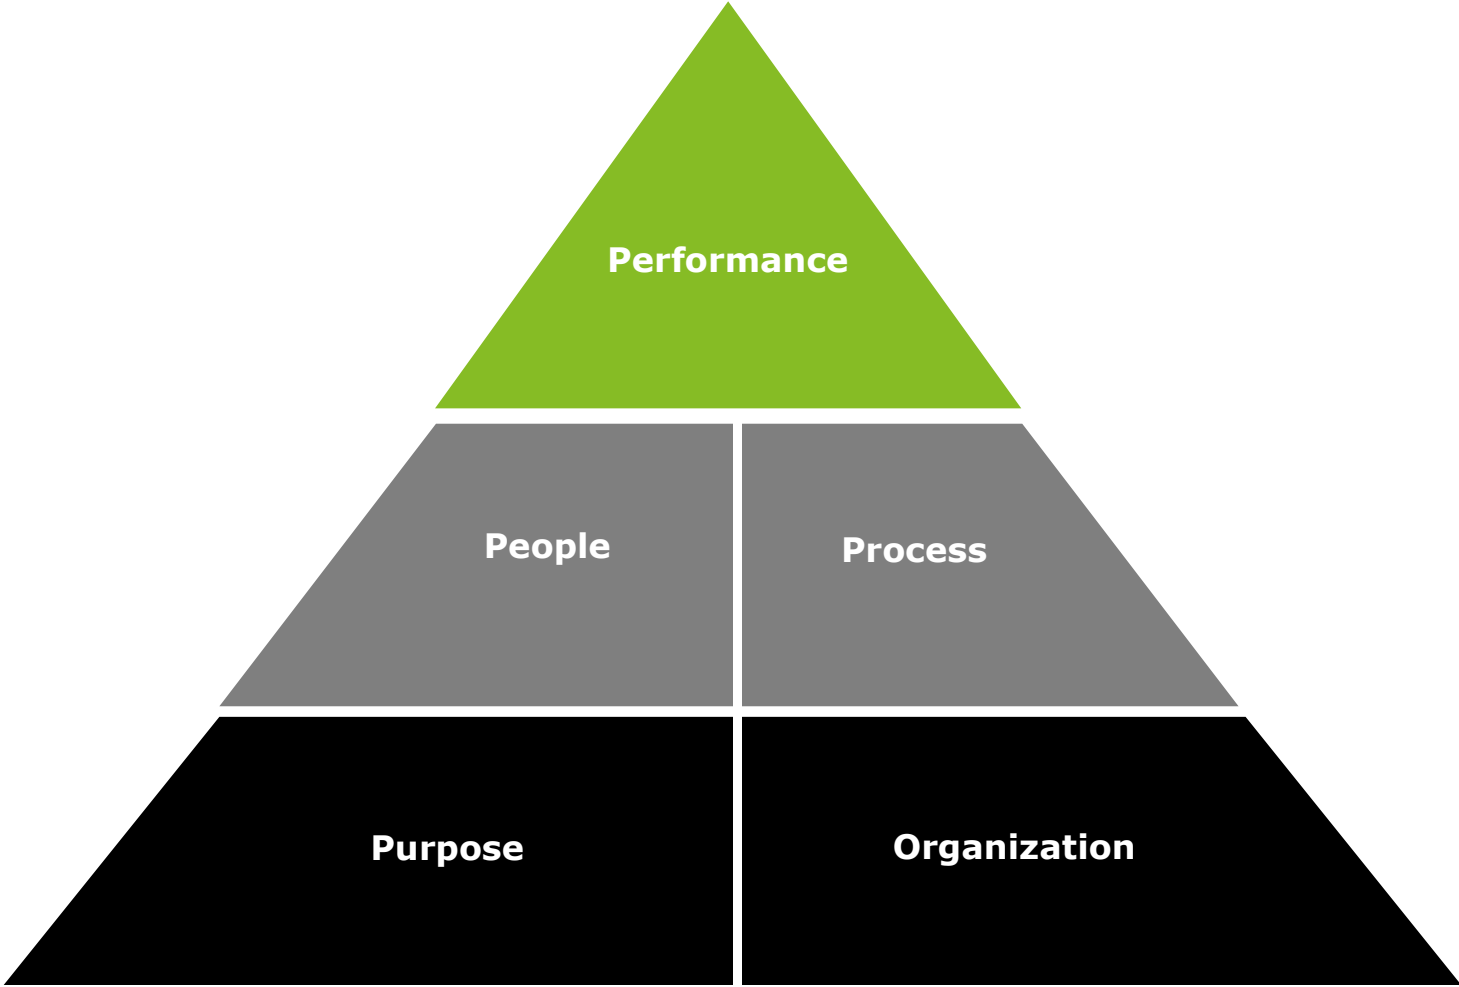 Performance
People
Process
Purpose
Organization